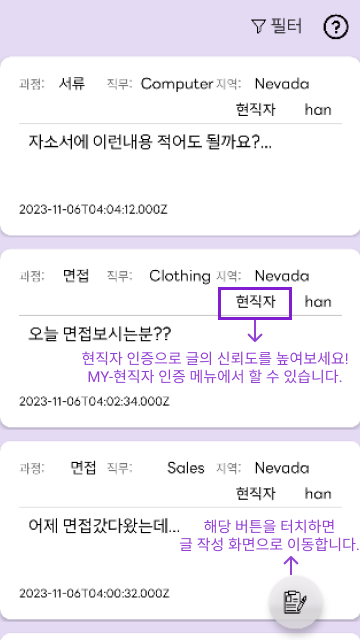 필터 ?
과정: 서류 직무: Computer 지역: Nevada
현직자 han
자소서에 이런내용 적어도 될까요?...
2023-11-06T04:04:12.000Z
과정: 면접 직무: Clothing 지역: Nevada
현직자 han
오늘 면접보시는분??
현직자 인증으로 글의 신뢰도를 높여보세요!
MY-현직자 인증 메뉴에서 할 수 있습니다.
2023-11-06T04:02:34.000Z
과정: 면접 직무: Sales 지역: Nevada
현직자 han
어제 면접갔다왔는데...
해당 버튼을 터치하면
글 작성 화면으로 이동합니다.
2023-11-06T04:00:32.000Z